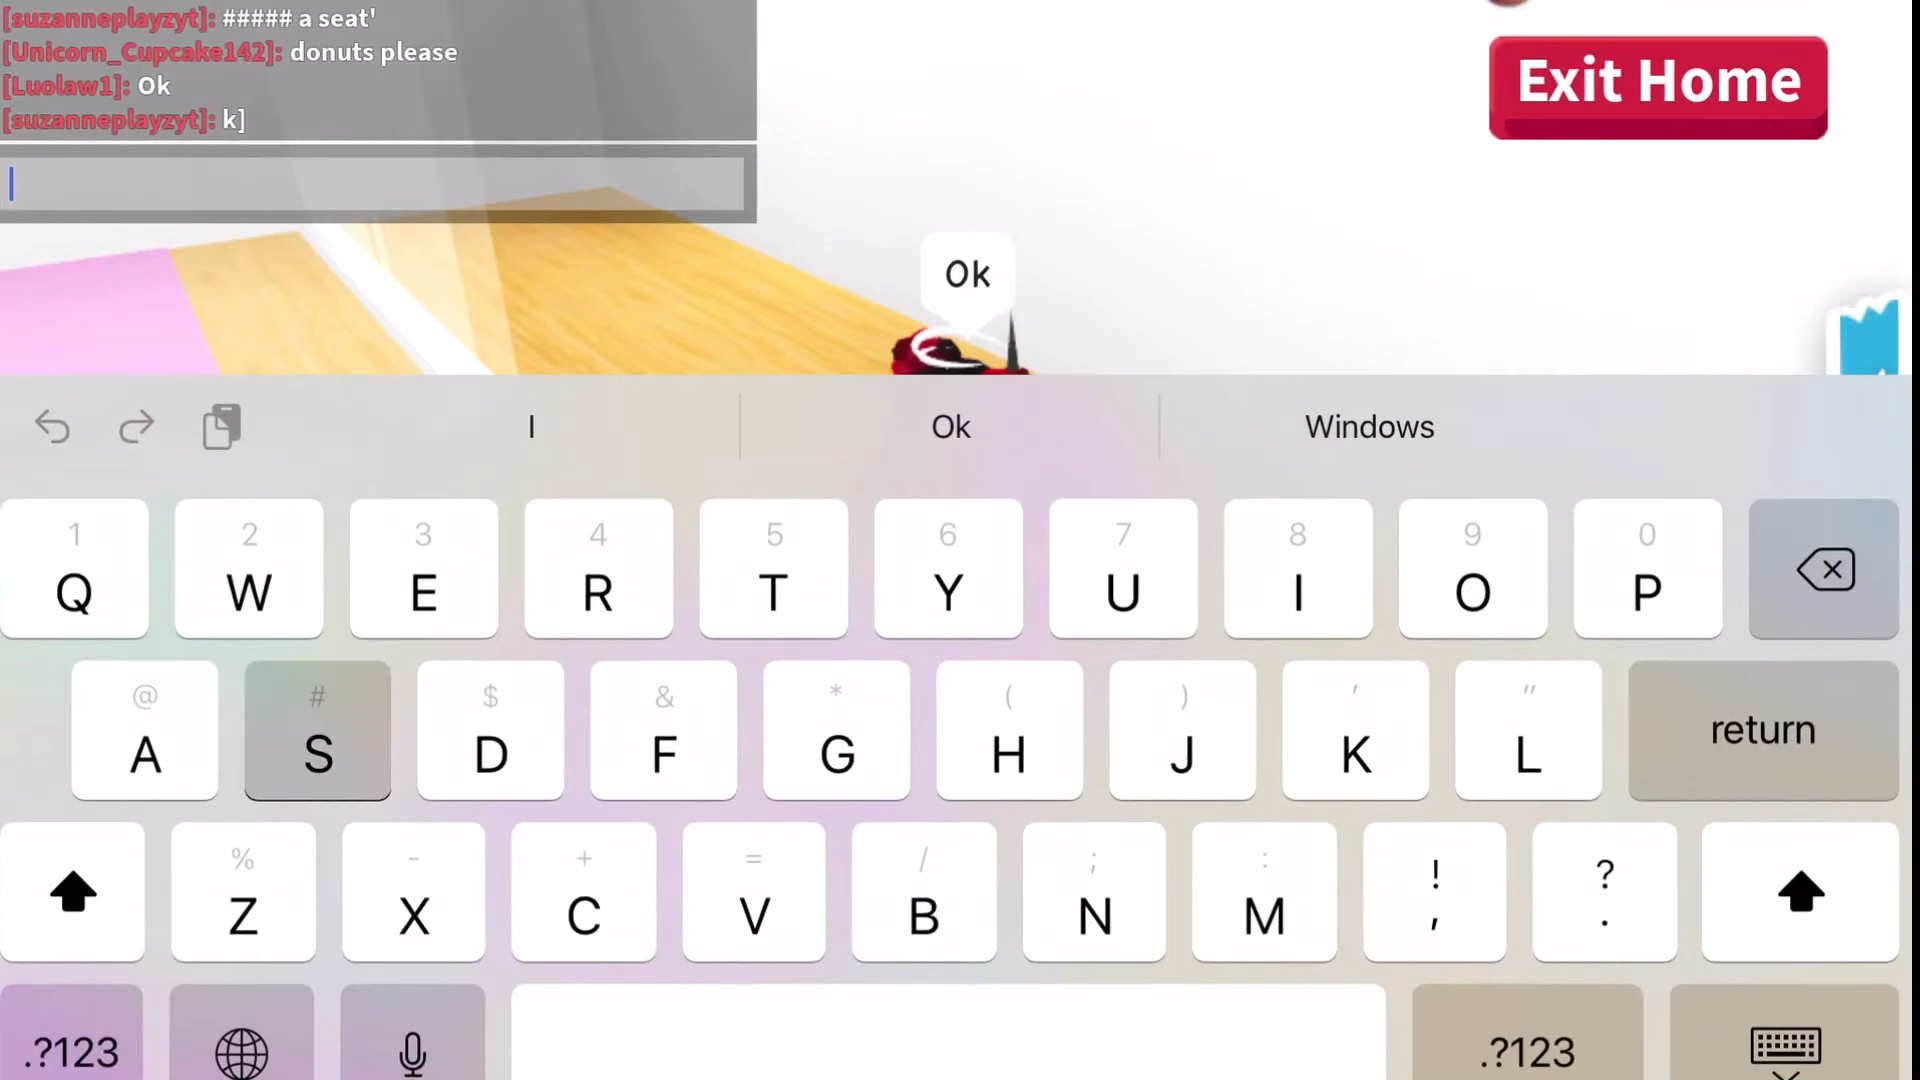 [suzanneplayzyt]: ##### a seat'
[Unicorn_Cupcake142]: donuts please
[Luolaw1]: Ok
[suzanneplayzyt]: k]
Exit Home
Ok
I Ok Windows
1 2 3 4 5 6 7 8 9 0
Q W E R T Y U I O P
@ # $ & * ( ) ' "
A S D F G H J K L return
% - + = / ; : ! ?
Z X C V B N M , .
.?123 .?123